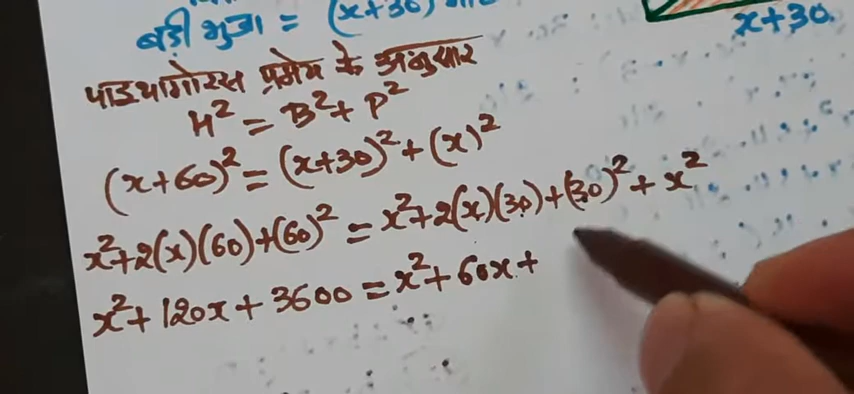 बड़ी भुजा = (x+30)
x+30.
पाइथागोरस प्रमेय के अनुसार
H² = B² + P²
(x+60)² = (x+30)² + (x)²
x²+2(x)(60)+(60)² = x²+2(x)(30)+(30)² + x²
x²+120x+3600 = x²+60x+